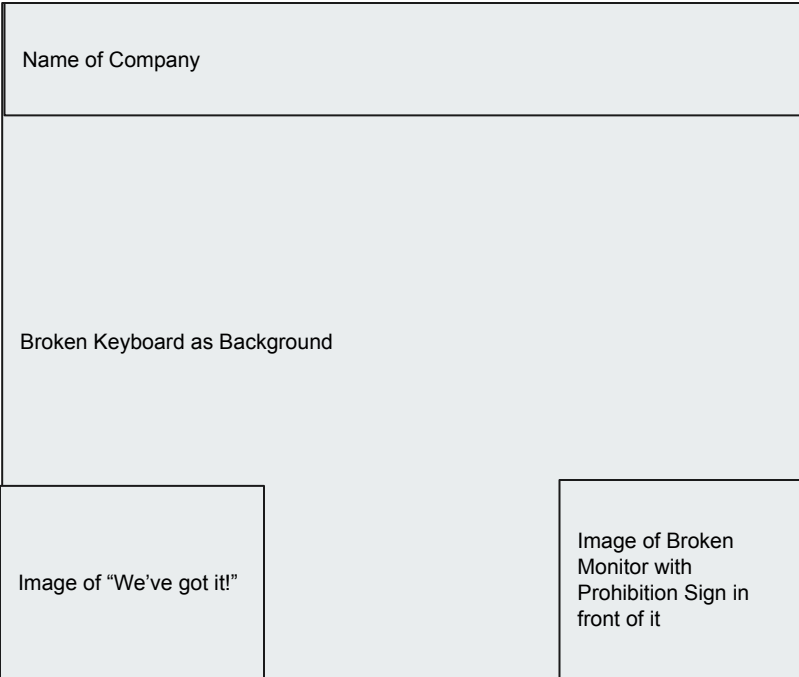 Name of Company
Broken Keyboard as Background
Image of “We’ve got it!”
Image of Broken
Monitor with
Prohibition Sign in
front of it